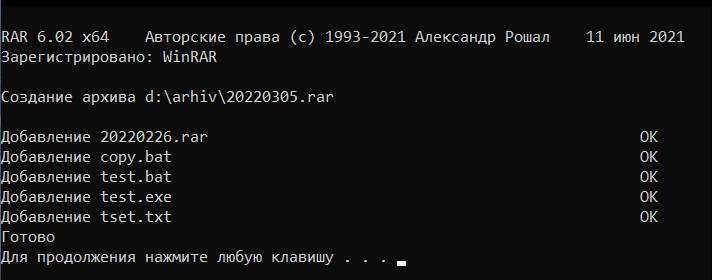 RAR 6.02 x64    Авторские права (c) 1993-2021 Александр Рошал    11 июн 2021
Зарегистрировано: WinRAR
Создание архива d:\arhiv\20220305.rar
Добавление 20220226.rar OK
Добавление copy.bat OK
Добавление test.bat OK
Добавление test.exe OK
Добавление tset.txt OK
Готово
Для продолжения нажмите любую клавишу . . .